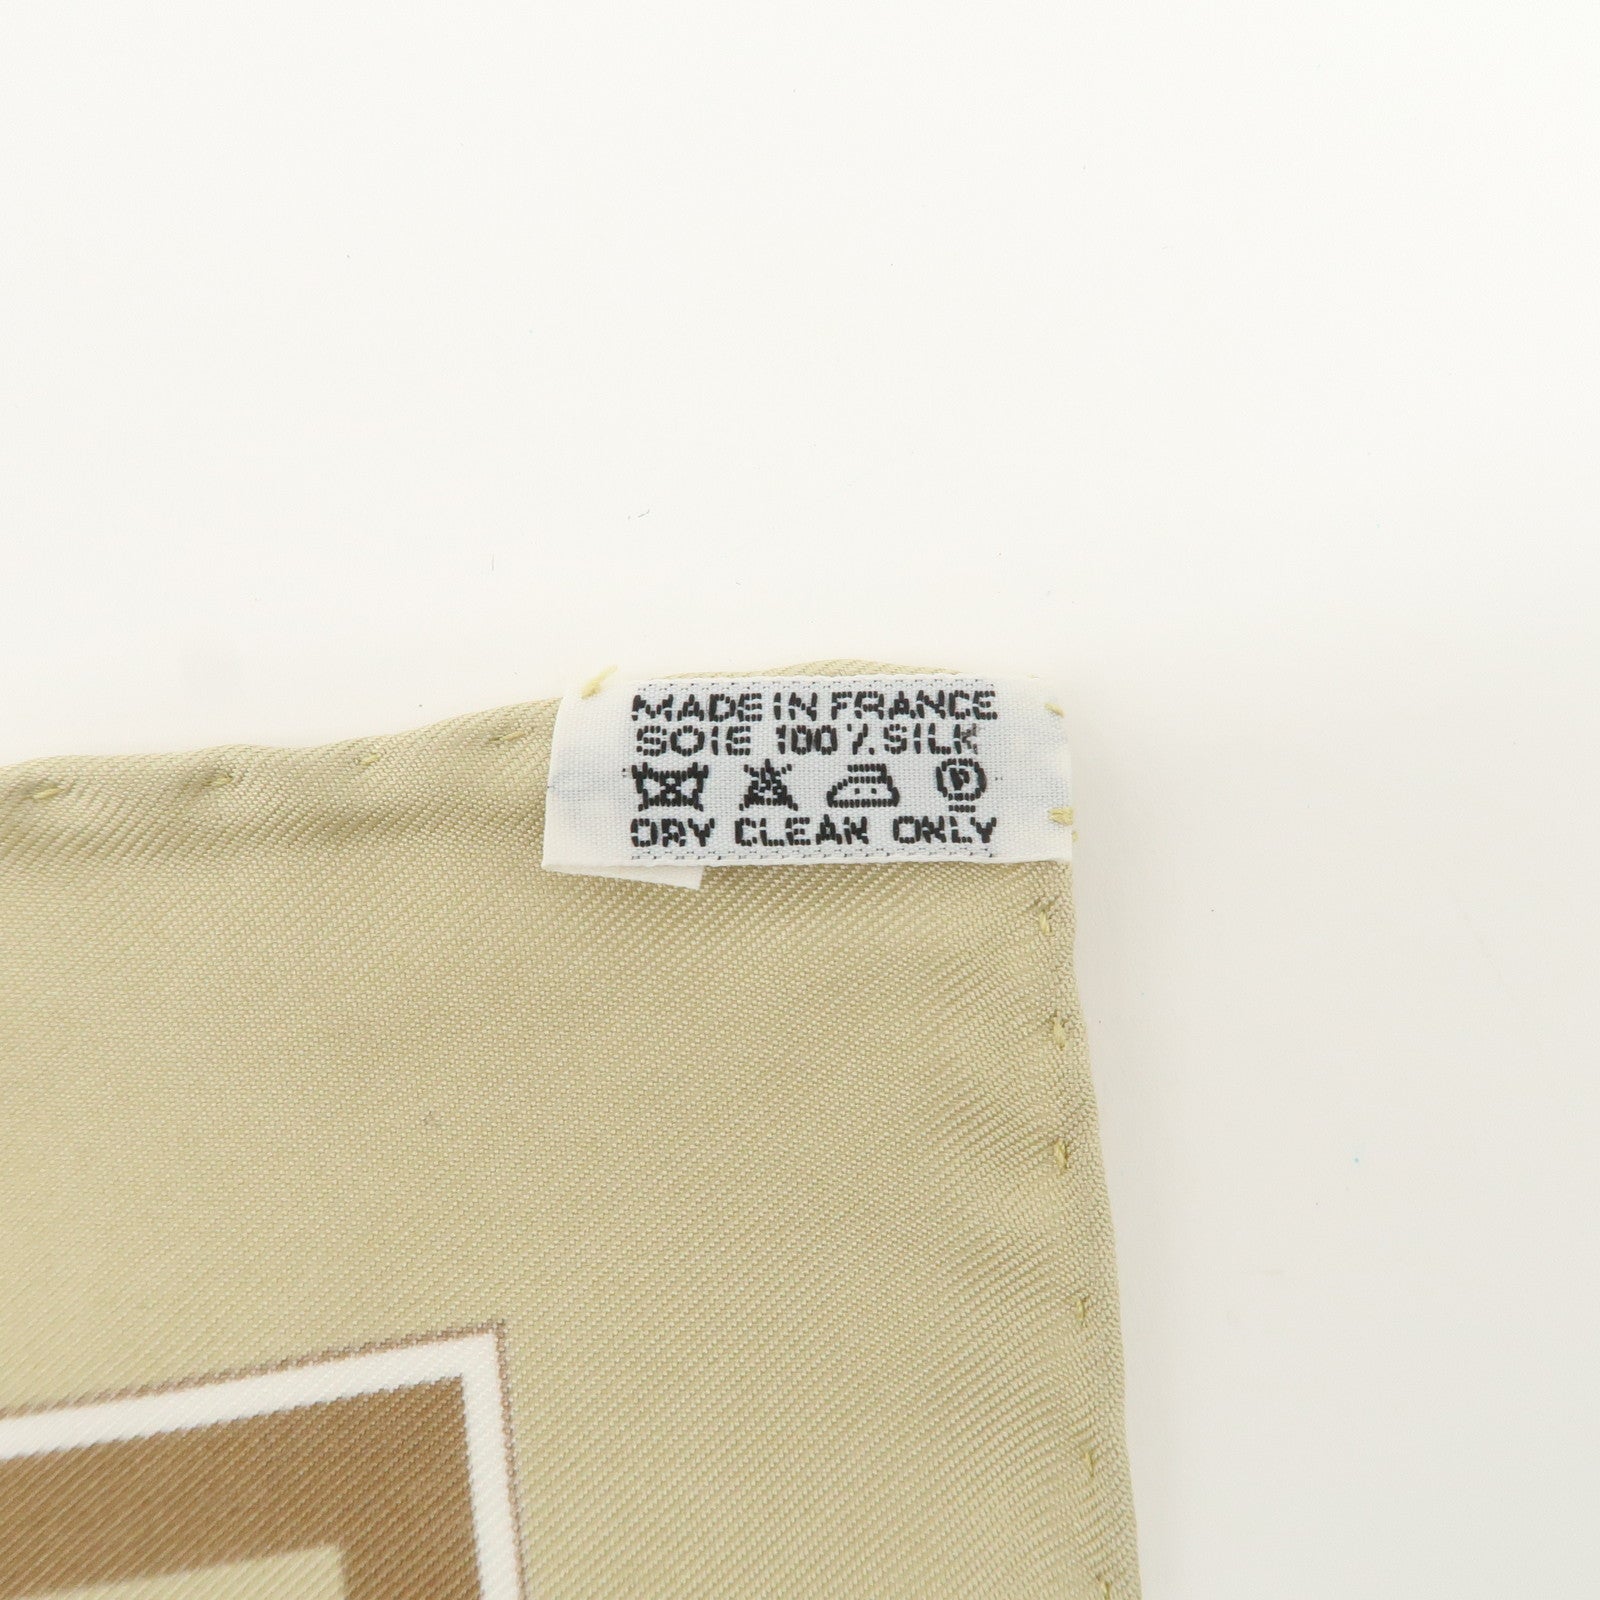 MADE IN FRANCE
SOIE 100% SILK
P
DRY CLEAN ONLY